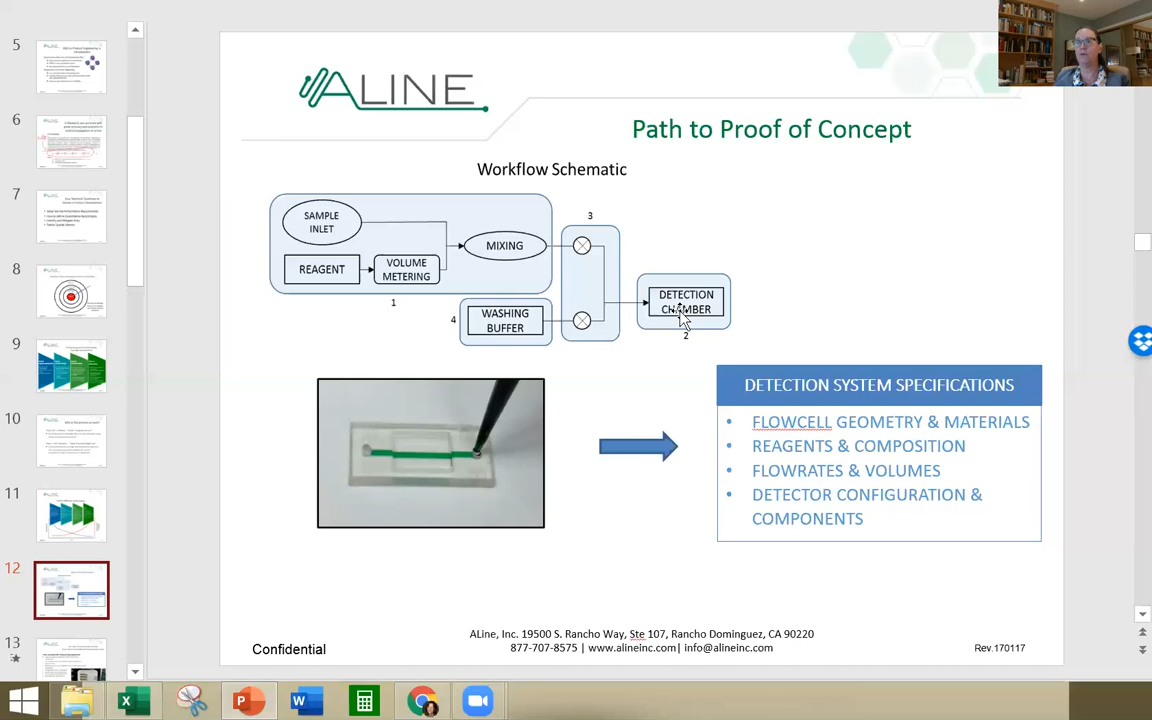 ALINE
Path to Proof of Concept
Workflow Schematic
SAMPLE
INLET
MIXING
REAGENT
VOLUME
METERING
1
3
4
WASHING
BUFFER
DETECTION
CHAMBER
2
DETECTION SYSTEM SPECIFICATIONS
• FLOWCELL GEOMETRY & MATERIALS
• REAGENTS & COMPOSITION
• FLOWRATES & VOLUMES
• DETECTOR CONFIGURATION &
COMPONENTS
ALine, Inc. 19500 S. Rancho Way, Ste 107, Rancho Dominguez, CA 90220
877-707-8575 | www.alineinc.com| info@alineinc.com
Confidential
Rev.170117
5
6
7
8
9
10
11
12
13